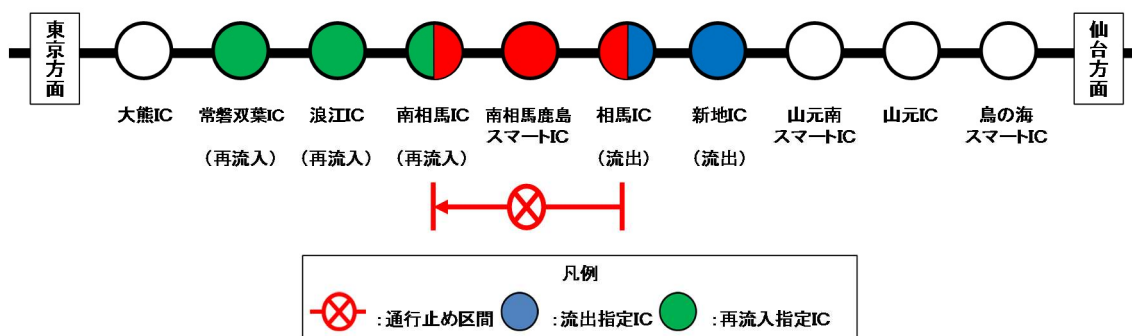 東京方面
仙台方面
大熊IC
常磐双葉IC
(再流入)
浪江IC
(再流入)
南相馬IC
(再流入)
南相馬鹿島
スマートIC
相馬IC
(流出)
新地IC
(流出)
山元南
スマートIC
山元IC
鳥の海
スマートIC
凡例
:通行止め区間
:流出指定IC
:再流入指定IC